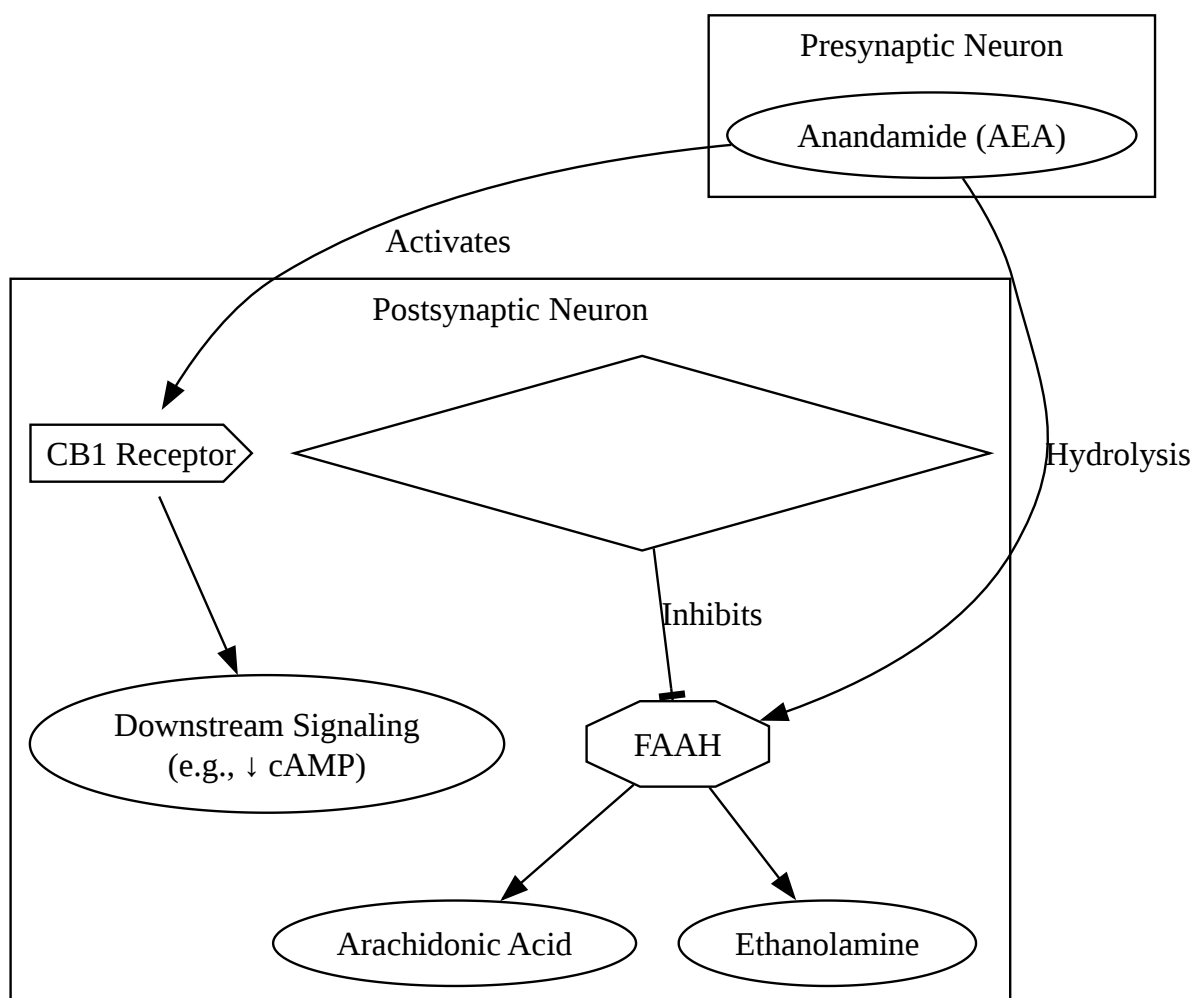 Presynaptic Neuron
Anandamide (AEA)
Activates
Postsynaptic Neuron
CB1 Receptor
Hydrolysis
Inhibits
Downstream Signaling
(e.g., ↓ cAMP)
FAAH
Arachidonic Acid
Ethanolamine